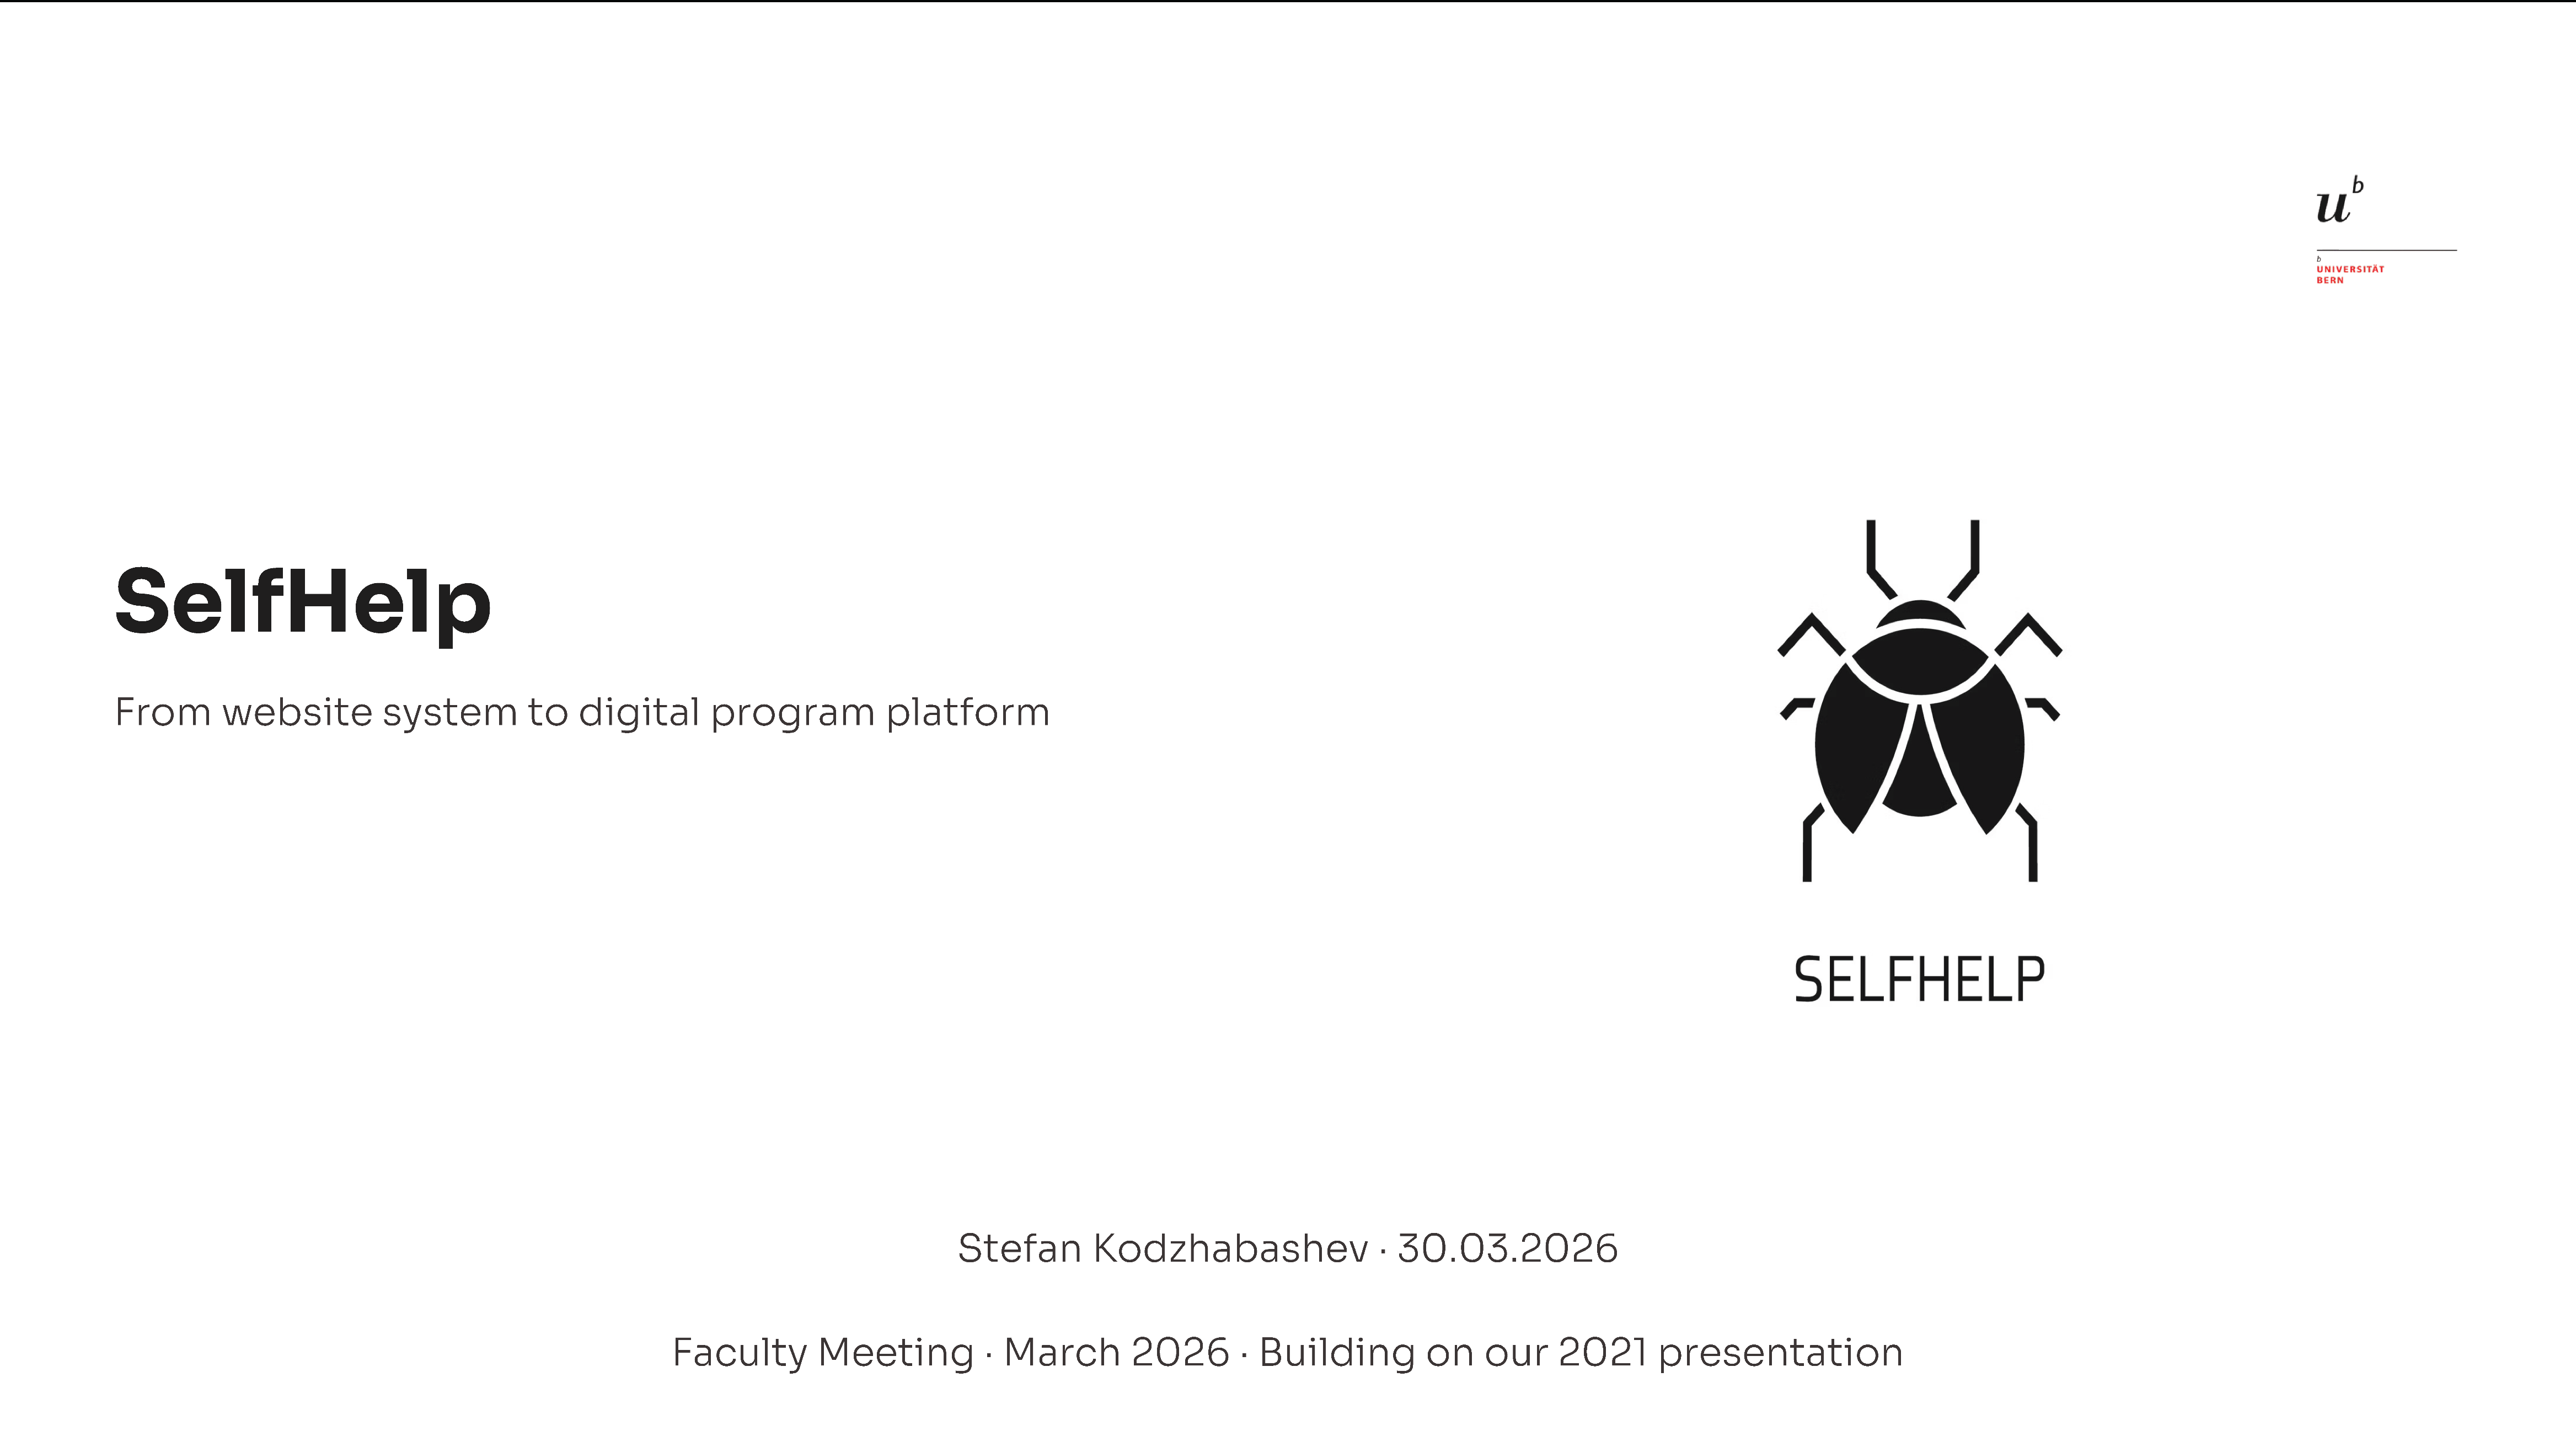 u b
b
UNIVERSITÄT
BERN
SelfHelp
From website system to digital program platform
SELFHELP
Stefan Kodzhabashev · 30.03.2026
Faculty Meeting · March 2026 · Building on our 2021 presentation